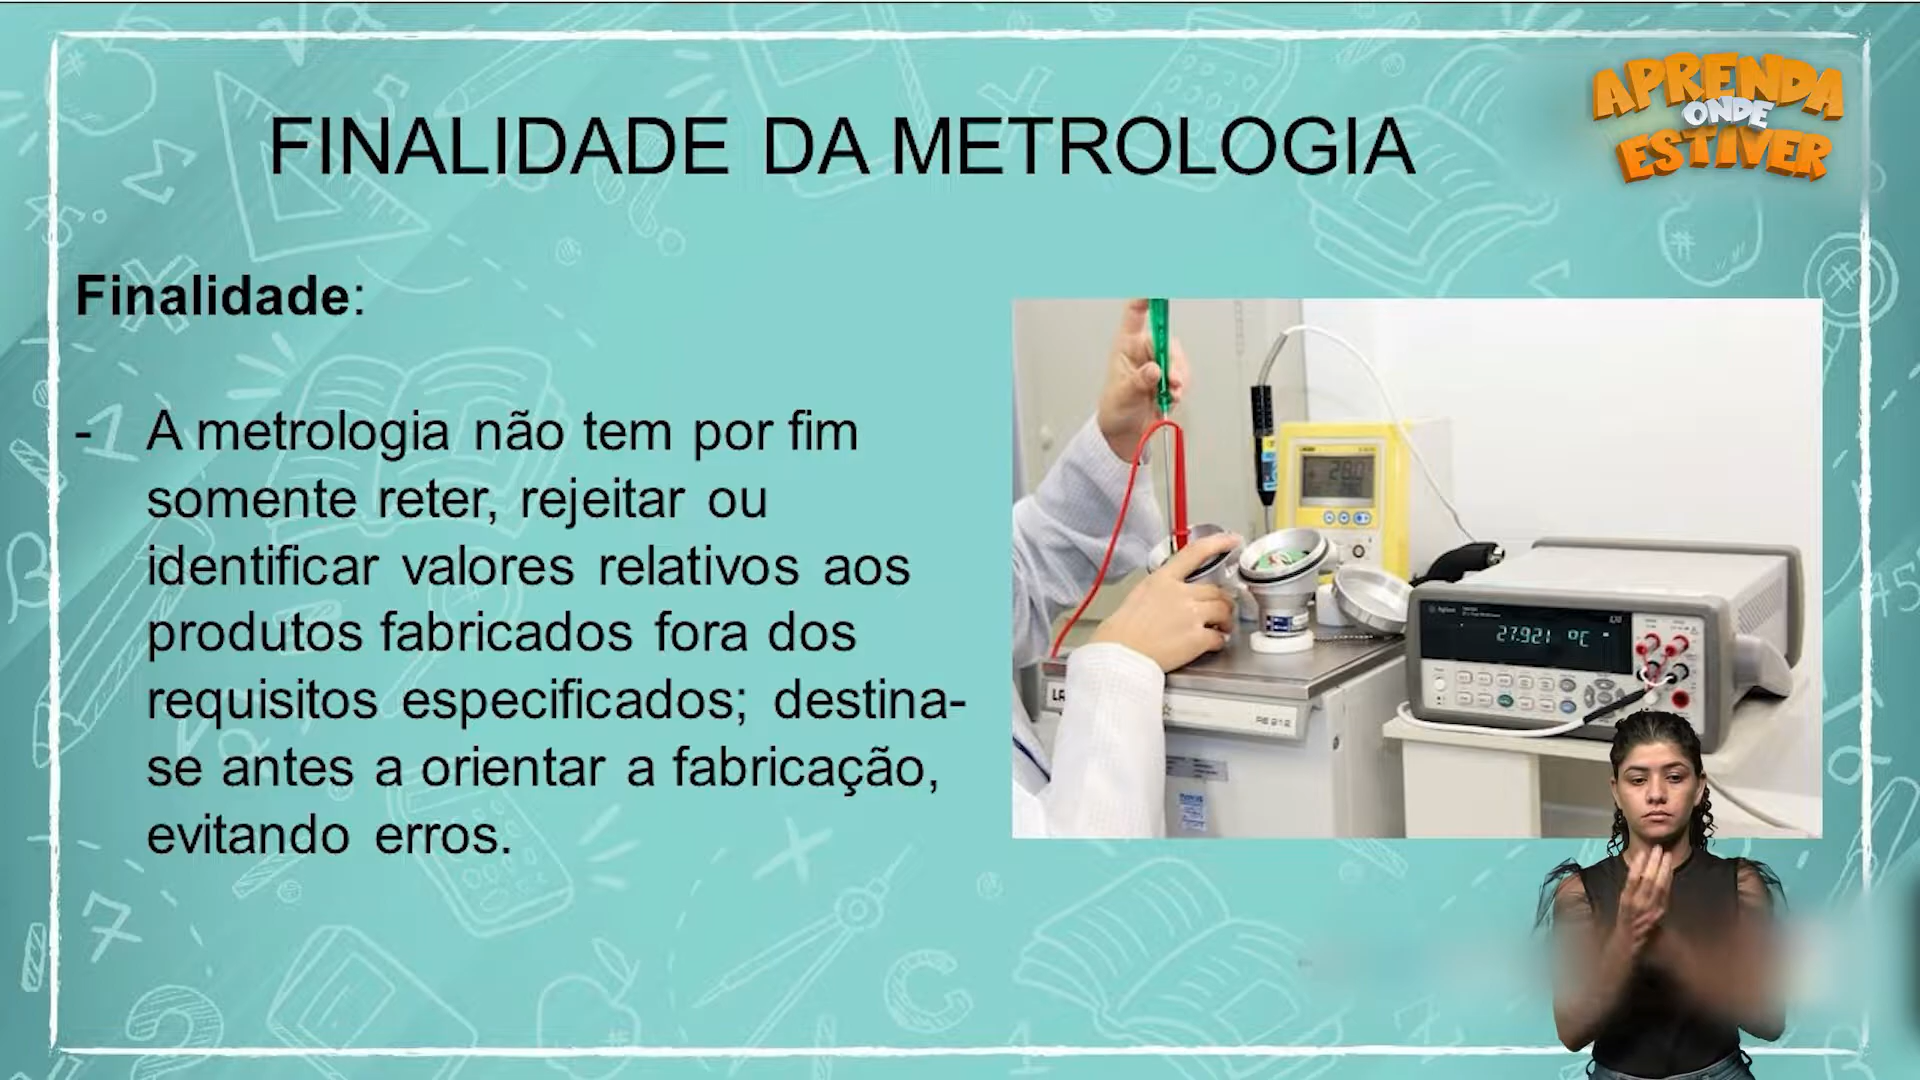 FINALIDADE DA METROLOGIA
APRENDA
ONDE
ESTIVER
Finalidade:
- A metrologia não tem por fim
somente reter, rejeitar ou
identificar valores relativos aos
produtos fabricados fora dos
requisitos especificados; destina-
se antes a orientar a fabricação,
evitando erros.
Agilent
27.921 °C